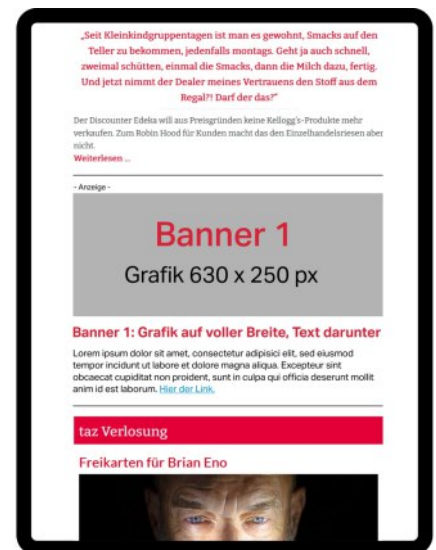 „Seit Kleinkindgruppentagen ist man es gewohnt, Smacks auf den
Teller zu bekommen, jedenfalls montags. Geht ja auch schnell,
zweimal schütten, einmal die Smacks, dann die Milch dazu, fertig.
Und jetzt nimmt der Dealer meines Vertrauens den Stoff aus dem
Regal?! Darf der das?"
Der Discounter Edeka will aus Preisgründen keine Kellogg's-Produkte mehr
verkaufen. Zum Robin Hood für Kunden macht das den Einzelhandelsriesen aber
nicht.
Weiterlesen ...
- Anzeige -
Banner 1
Grafik 630 x 250 px
Banner 1: Grafik auf voller Breite, Text darunter
Lorem ipsum dolor sit amet, consectetur adipisici elit, sed eiusmod
tempor incidunt ut labore et dolore magna aliqua. Excepteur sint
obcaecat cupiditat non proident, sunt in culpa qui officia deserunt mollit
anim id est laborum. Hier der Link.
taz Verlosung
Freikarten für Brian Eno